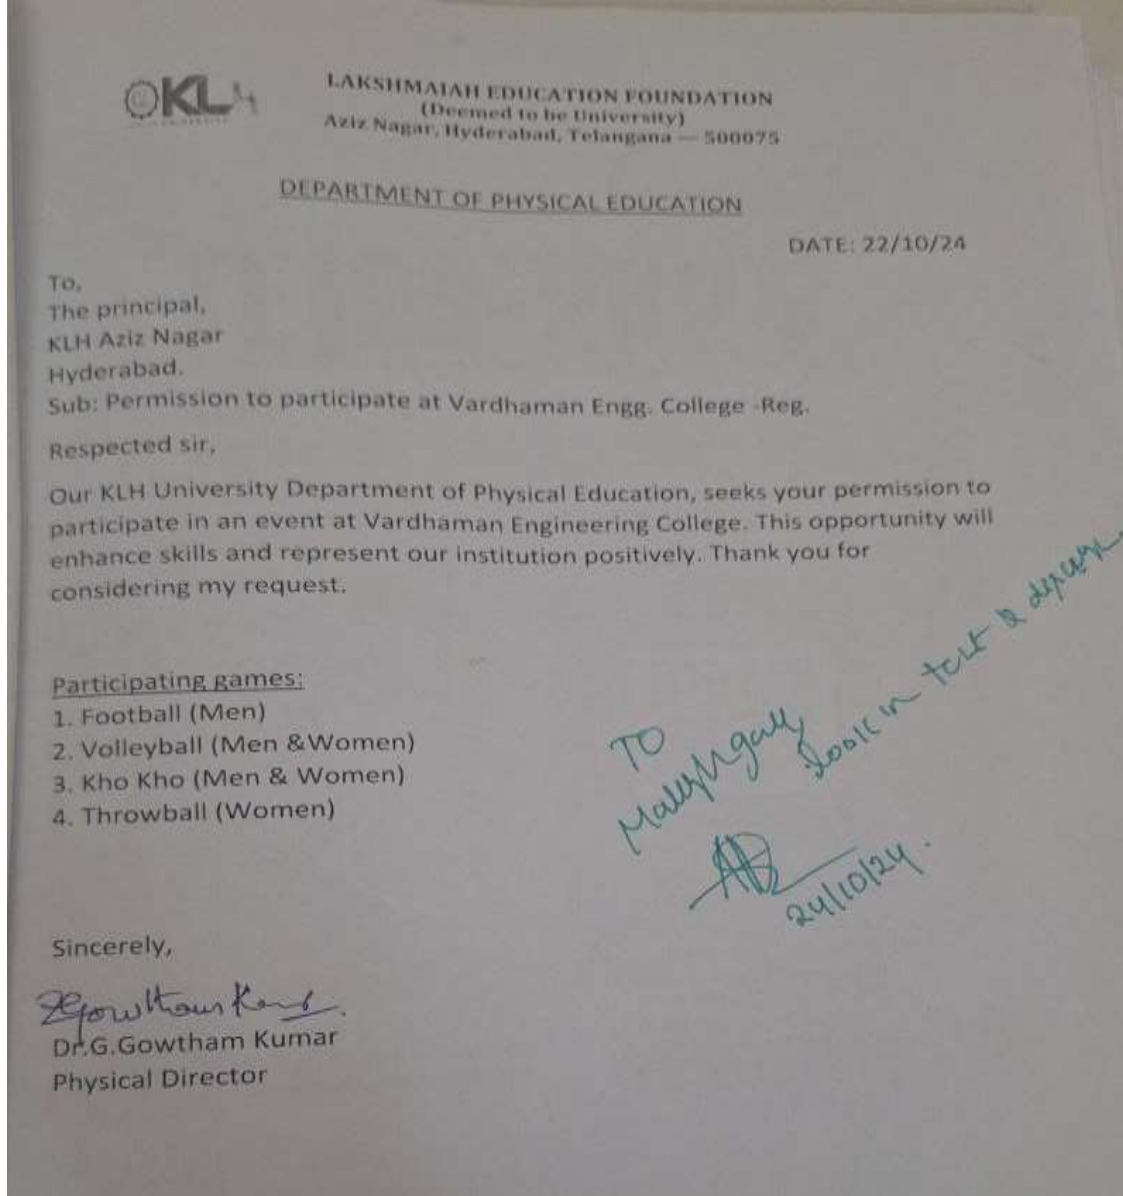 KLH
LAKSHMAIAH EDUCATION FOUNDATION
(Deemed to be University)
Aziz Nagar, Hyderabad, Telangana — 500075
DEPARTMENT OF PHYSICAL EDUCATION
DATE: 22/10/24
To,
The principal,
KLH Aziz Nagar
Hyderabad.
Sub: Permission to participate at Vardhaman Engg. College -Reg.
Respected sir,
Our KLH University Department of Physical Education, seeks your permission to
participate in an event at Vardhaman Engineering College. This opportunity will
enhance skills and represent our institution positively. Thank you for
considering my request.
Participating games:
1. Football (Men)
2. Volleyball (Men &Women)
3. Kho Kho (Men & Women)
4. Throwball (Women)
TO
look in
24/10/24.
Sincerely,
Dr.G.Gowtham Kumar
Physical Director